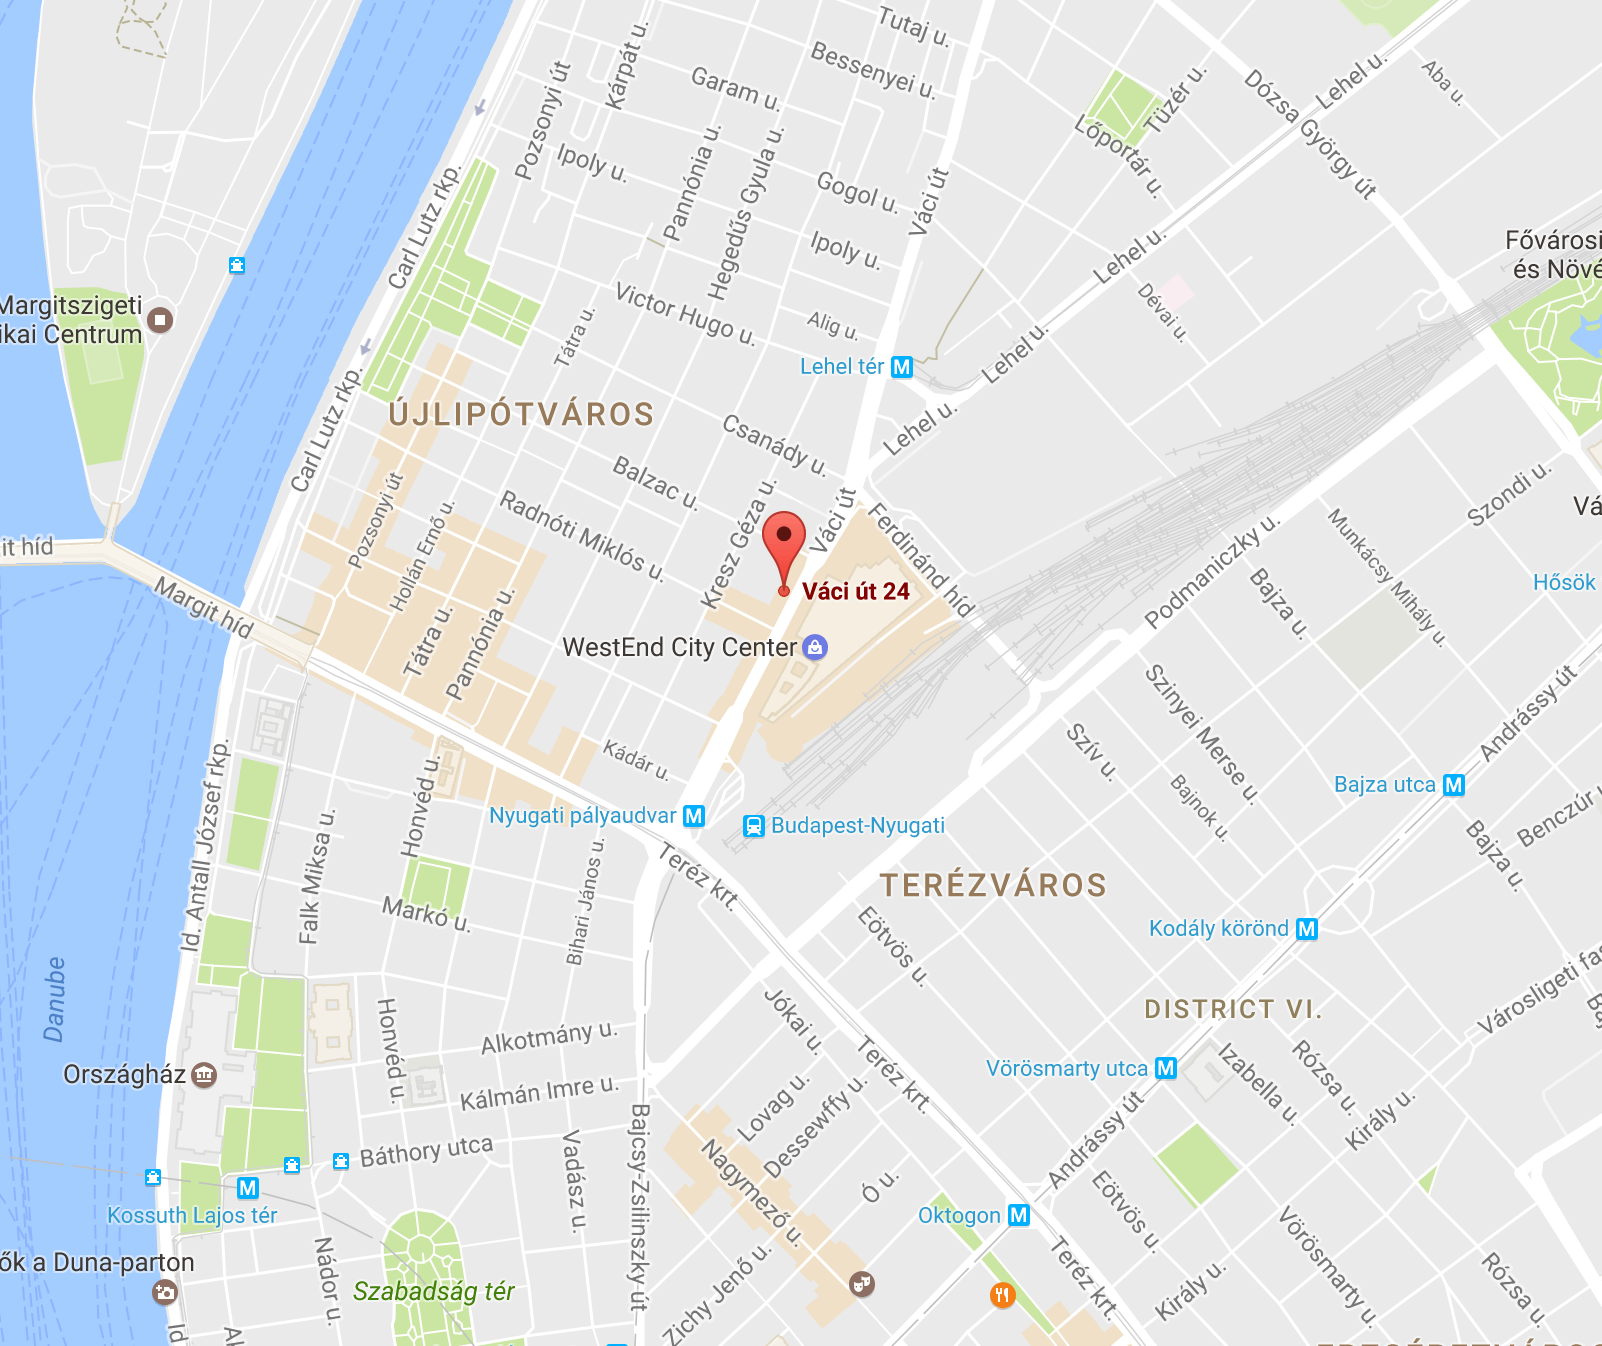 Tutaj u.
Bessenyei u.
Kárpát u.
Garam u.
Pozsonyi út
Lehel u.
Aba u.
Tüzér u.
Dózsa György út
Lőportár u.
Ipoly u.
Pannónia u.
Hegedűs Gyula u.
Gogol u.
Váci út
Carl Lutz rkp.
Ipoly u.
Lehel u.
Fővárosi
és Növé
Margitszigeti
ikai Centrum
Victor Hugo u.
Dévai u.
Tátra u.
Alig u.
Lehel tér
M
Lehel u.
ÚJLIPÓTVÁROS
Carl Lutz rkp.
Csanády u.
Lehel u.
Balzac u.
Szondi u.
Vá
Pozsonyi út
Radnóti Miklós u.
Kresz Géza u.
Váci út
Ferdinánd híd
Munkácsy Mihály u.
Podmaniczky u.
it híd
Hollán Ernő u.
Margit híd
Váci út 24
Bajza u.
Hősök
WestEnd City Center
Tátra u.
Pannónia u.
Szinyei Merse u.
Andrássy út
Szív u.
Kádár u.
Bajnok u.
Bajza utca
M
Id. Antall József rkp.
Honvéd u.
Nyugati pályaudvar
M
Budapest-Nyugati
Benczúr u
Bajza u.
Falk Miksa u.
Teréz krt.
TERÉZVÁROS
Bihari János u.
Markó u.
Eötvös u.
Kodály körönd
M
Danube
Városligeti fas
Baj
Jókai u.
DISTRICT VI.
Honvéd u.
Alkotmány u.
Teréz krt.
Izabella u.
Rózsa u.
Országház
Vörösmarty utca
M
Kálmán Imre u.
Lovag u.
Dessewffy u.
Király u.
Bajcsy-Zsilinszky út
Andrássy út
Báthory utca
Vadász u.
Nagymező u.
Ó u.
Eötvös u.
M
Kossuth Lajos tér
Oktogon
M
Vörösmarty u.
ők a Duna-parton
Nádor u.
Szabadság tér
Zichy Jenő u.
Teréz krt.
Király u.
Rózsa u.
Id